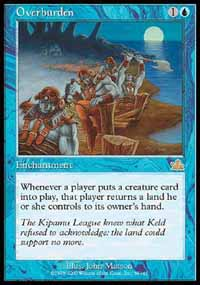 Overburden
1
Enchantment
Whenever a player puts a creature card
into play, that player returns a land he
or she controls to its owner's hand.
The Kipamu League knew what Keld
refused to acknowledge: the land
could support no more.
Illus. John Matson